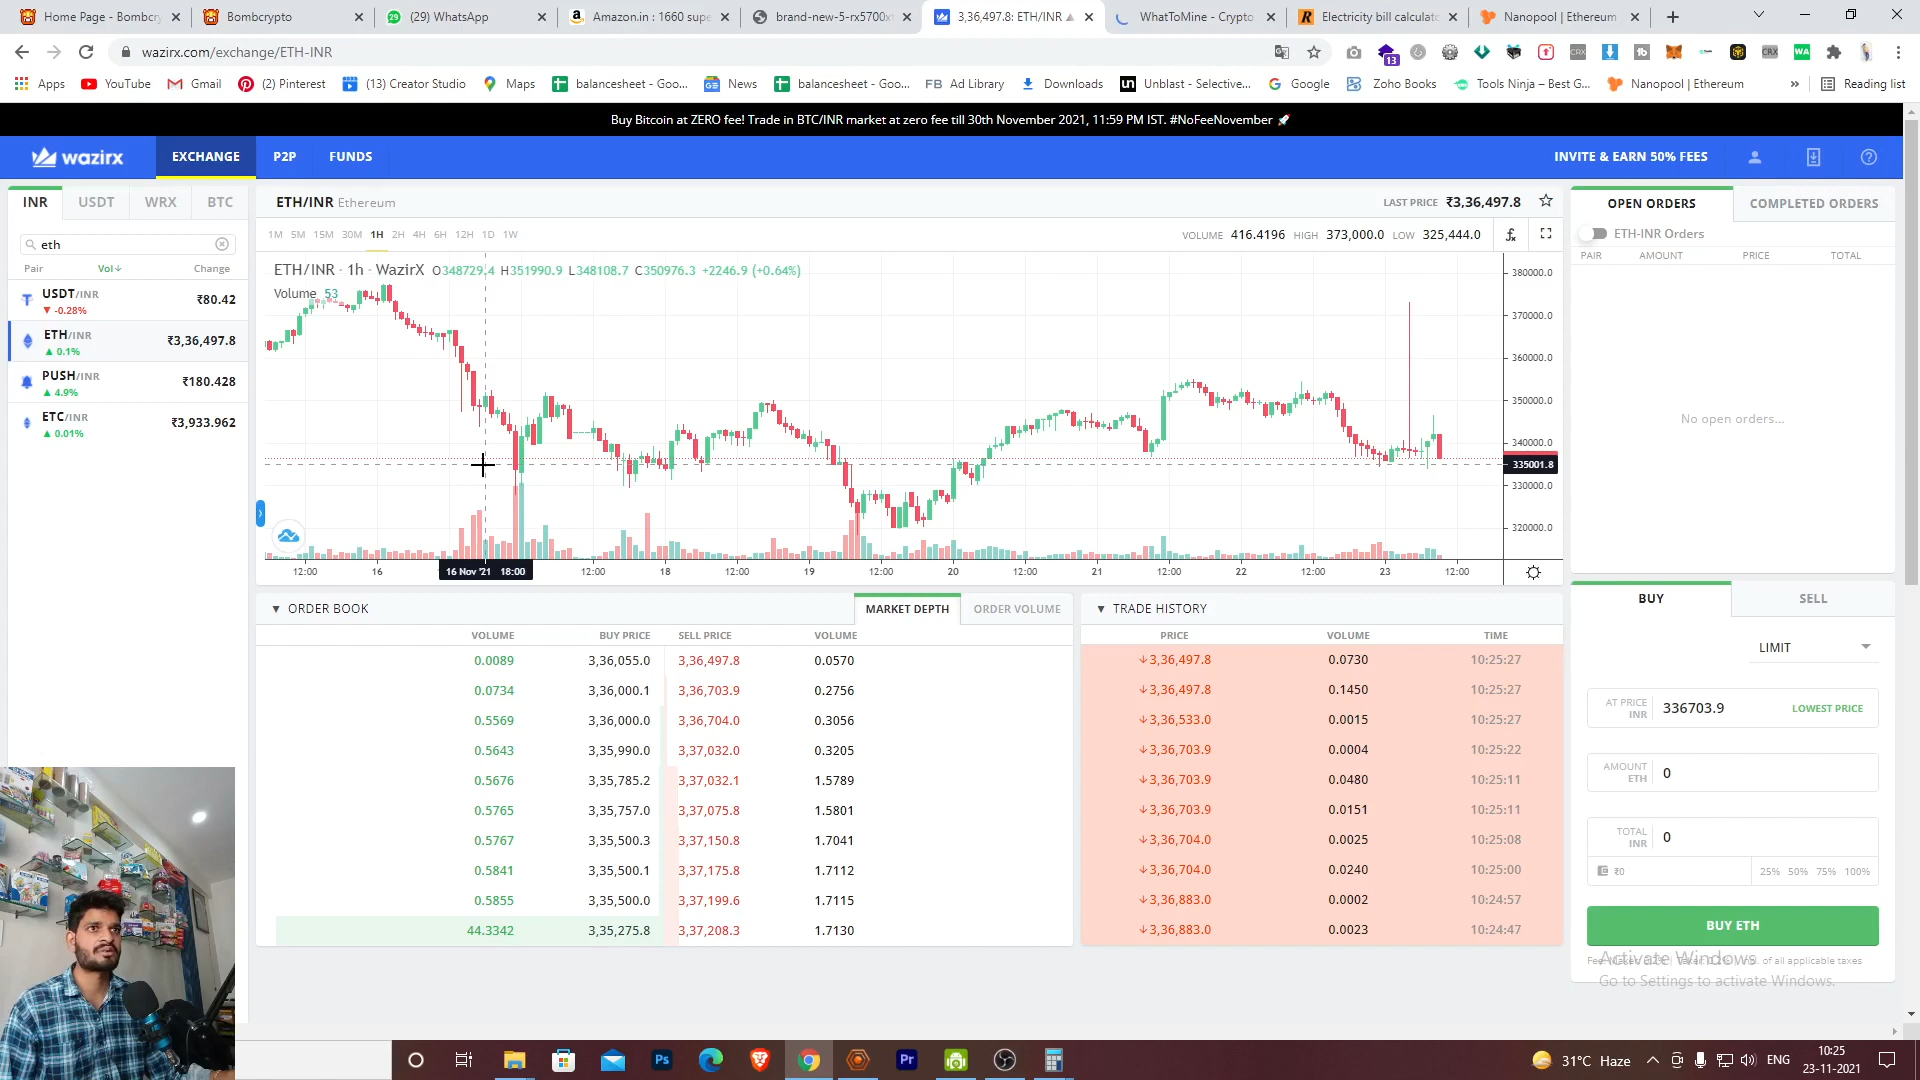 Home Page - Bombcry
Bombcrypto
(29) WhatsApp
Amazon.in : 1660 supe
brand-new-5-rx5700xt
3,36,497.8: ETH/INR
WhatToMine - Crypto
Electricity bill calculato
Nanopool | Ethereum
wazirx.com/exchange/ETH-INR
13
Apps
YouTube
Gmail
(2) Pinterest
(13) Creator Studio
Maps
balancesheet - Goo...
News
balancesheet - Goo...
FB Ad Library
Downloads
Unblast - Selective...
Google
Zoho Books
Tools Ninja – Best G...
Nanopool | Ethereum
»
Reading list
Buy Bitcoin at ZERO fee! Trade in BTC/INR market at zero fee till 30th November 2021, 11:59 PM IST. #NoFeeNovember 🚀
wazirx
EXCHANGE
P2P
FUNDS
INVITE & EARN 50% FEES
INR USDT WRX BTC
eth
Pair Vol↓ Change
USDT/INR ₹80.42
▼ -0.28%
ETH/INR ₹3,36,497.8
▲ 0.1%
PUSH/INR ₹180.428
▲ 4.9%
ETC/INR ₹3,933.962
▲ 0.01%
ETH/INR Ethereum
LAST PRICE ₹3,36,497.8
1M 5M 15M 30M 1H 2H 4H 6H 12H 1D 1W
VOLUME 416.4196 HIGH 373,000.0 LOW 325,444.0
ETH/INR · 1h · WazirX O348729.4 H351990.9 L348108.7 C350976.3 +2246.9 (+0.64%)
Volume 53
380000.0
370000.0
360000.0
350000.0
340000.0
335001.8
330000.0
320000.0
12:00 16 16 Nov '21 18:00 12:00 18 12:00 19 12:00 20 12:00 21 12:00 22 12:00 23 12:00
▼ ORDER BOOK
MARKET DEPTH
ORDER VOLUME
VOLUME BUY PRICE SELL PRICE VOLUME
0.0089 3,36,055.0 3,36,497.8 0.0570
0.0734 3,36,000.1 3,36,703.9 0.2756
0.5569 3,36,000.0 3,36,704.0 0.3056
0.5643 3,35,990.0 3,37,032.0 0.3205
0.5676 3,35,785.2 3,37,032.1 1.5789
0.5765 3,35,757.0 3,37,075.8 1.5801
0.5767 3,35,500.3 3,37,150.8 1.7041
0.5841 3,35,500.1 3,37,175.8 1.7112
0.5855 3,35,500.0 3,37,199.6 1.7115
44.3342 3,35,275.8 3,37,208.3 1.7130
▼ TRADE HISTORY
PRICE VOLUME TIME
↓3,36,497.8 0.0730 10:25:27
↓3,36,497.8 0.1450 10:25:27
↓3,36,533.0 0.0015 10:25:27
↓3,36,703.9 0.0004 10:25:22
↓3,36,703.9 0.0480 10:25:11
↓3,36,703.9 0.0151 10:25:11
↓3,36,704.0 0.0025 10:25:08
↓3,36,704.0 0.0240 10:25:00
↓3,36,883.0 0.0002 10:24:57
↓3,36,883.0 0.0023 10:24:47
OPEN ORDERS
COMPLETED ORDERS
ETH-INR Orders
PAIR AMOUNT PRICE TOTAL
No open orders...
BUY
SELL
LIMIT
AT PRICE
INR
336703.9
LOWEST PRICE
AMOUNT
ETH
0
TOTAL
INR
0
₹0
25% 50% 75% 100%
BUY ETH
of all applicable taxes
Activate Windows
Go to Settings to activate Windows.
Ps
Pr
31°C Haze
ENG
10:25
23-11-2021